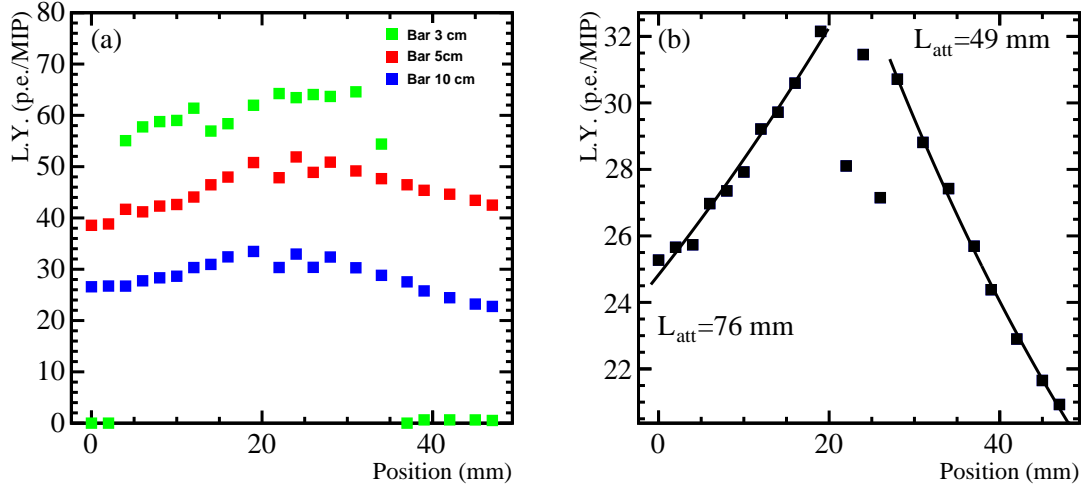 (a)
Bar 3 cm
Bar 5cm
Bar 10 cm
L.Y. (p.e./MIP)
80
70
60
50
40
30
20
10
0
0 20 40
Position (mm)
(b)
L_att=49 mm
L.Y. (p.e./MIP)
32
30
28
26
24
22
L_att=76 mm
0 20 40
Position (mm)